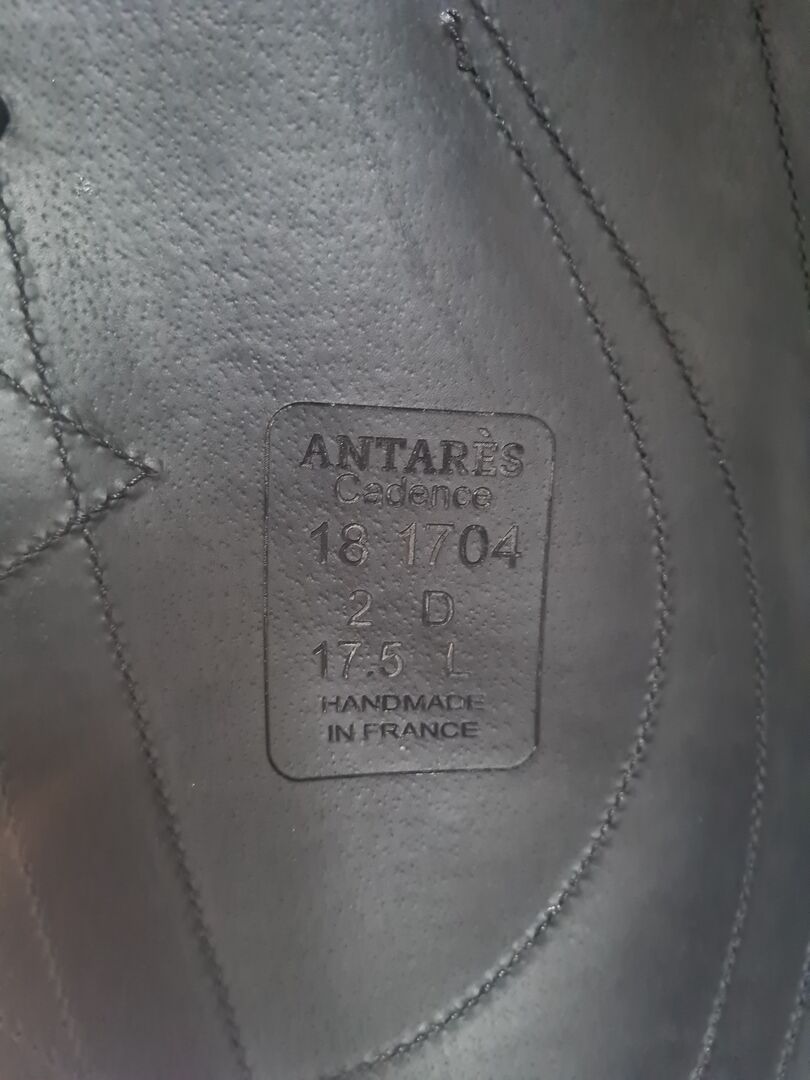 ANTARÈS
Cadence
18 1704
2 D
17.5 L
HANDMADE
IN FRANCE